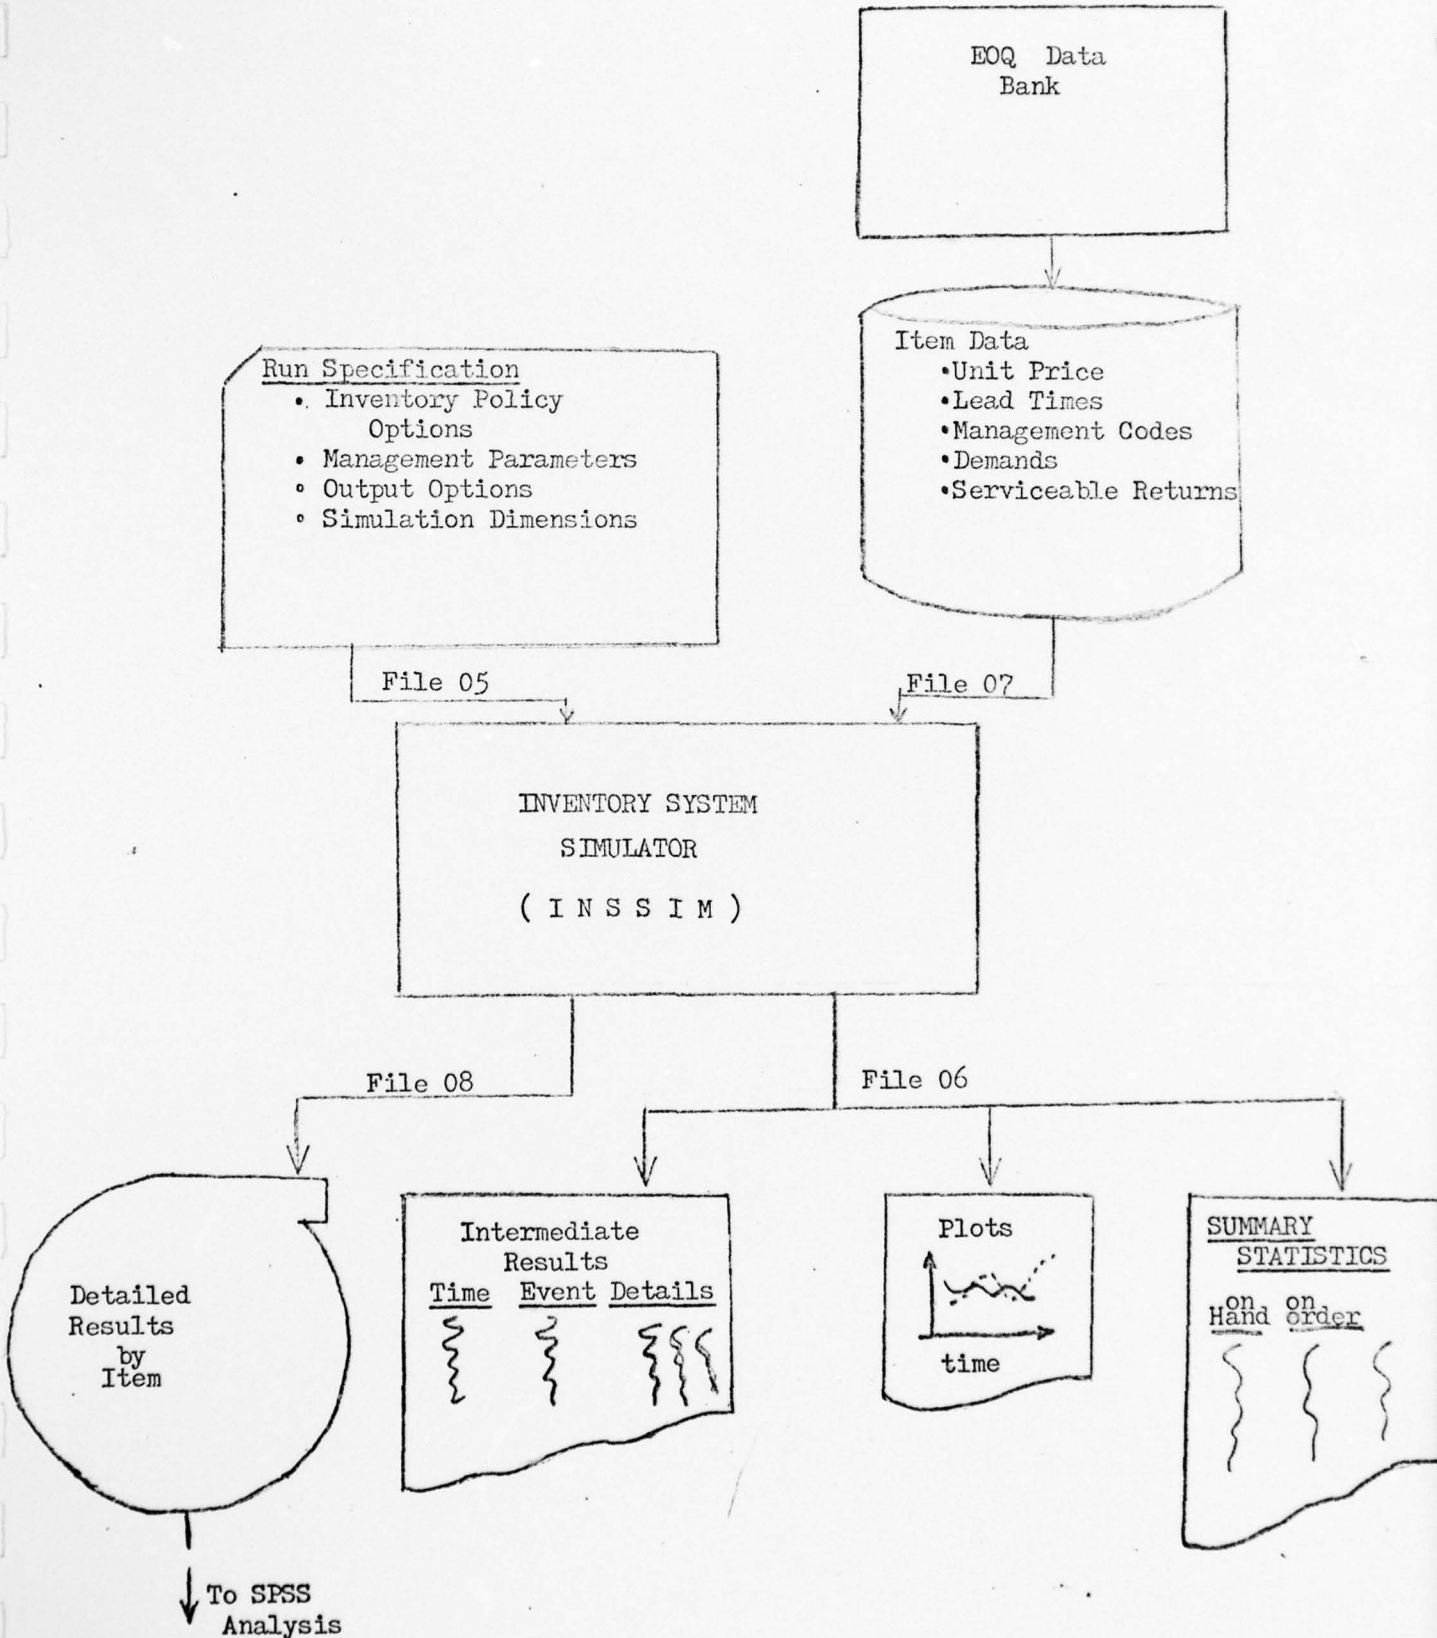 EOQ Data
Bank
Run Specification
• Inventory Policy
Options
• Management Parameters
∘ Output Options
∘ Simulation Dimensions
Item Data
•Unit Price
•Lead Times
•Management Codes
•Demands
•Serviceable Returns
File 05
File 07
INVENTORY SYSTEM
SIMULATOR
( I N S S I M )
File 08
File 06
Detailed
Results
by
Item
To SPSS
Analysis
Intermediate
Results
Time Event Details
Plots
time
SUMMARY
STATISTICS
on on
Hand order